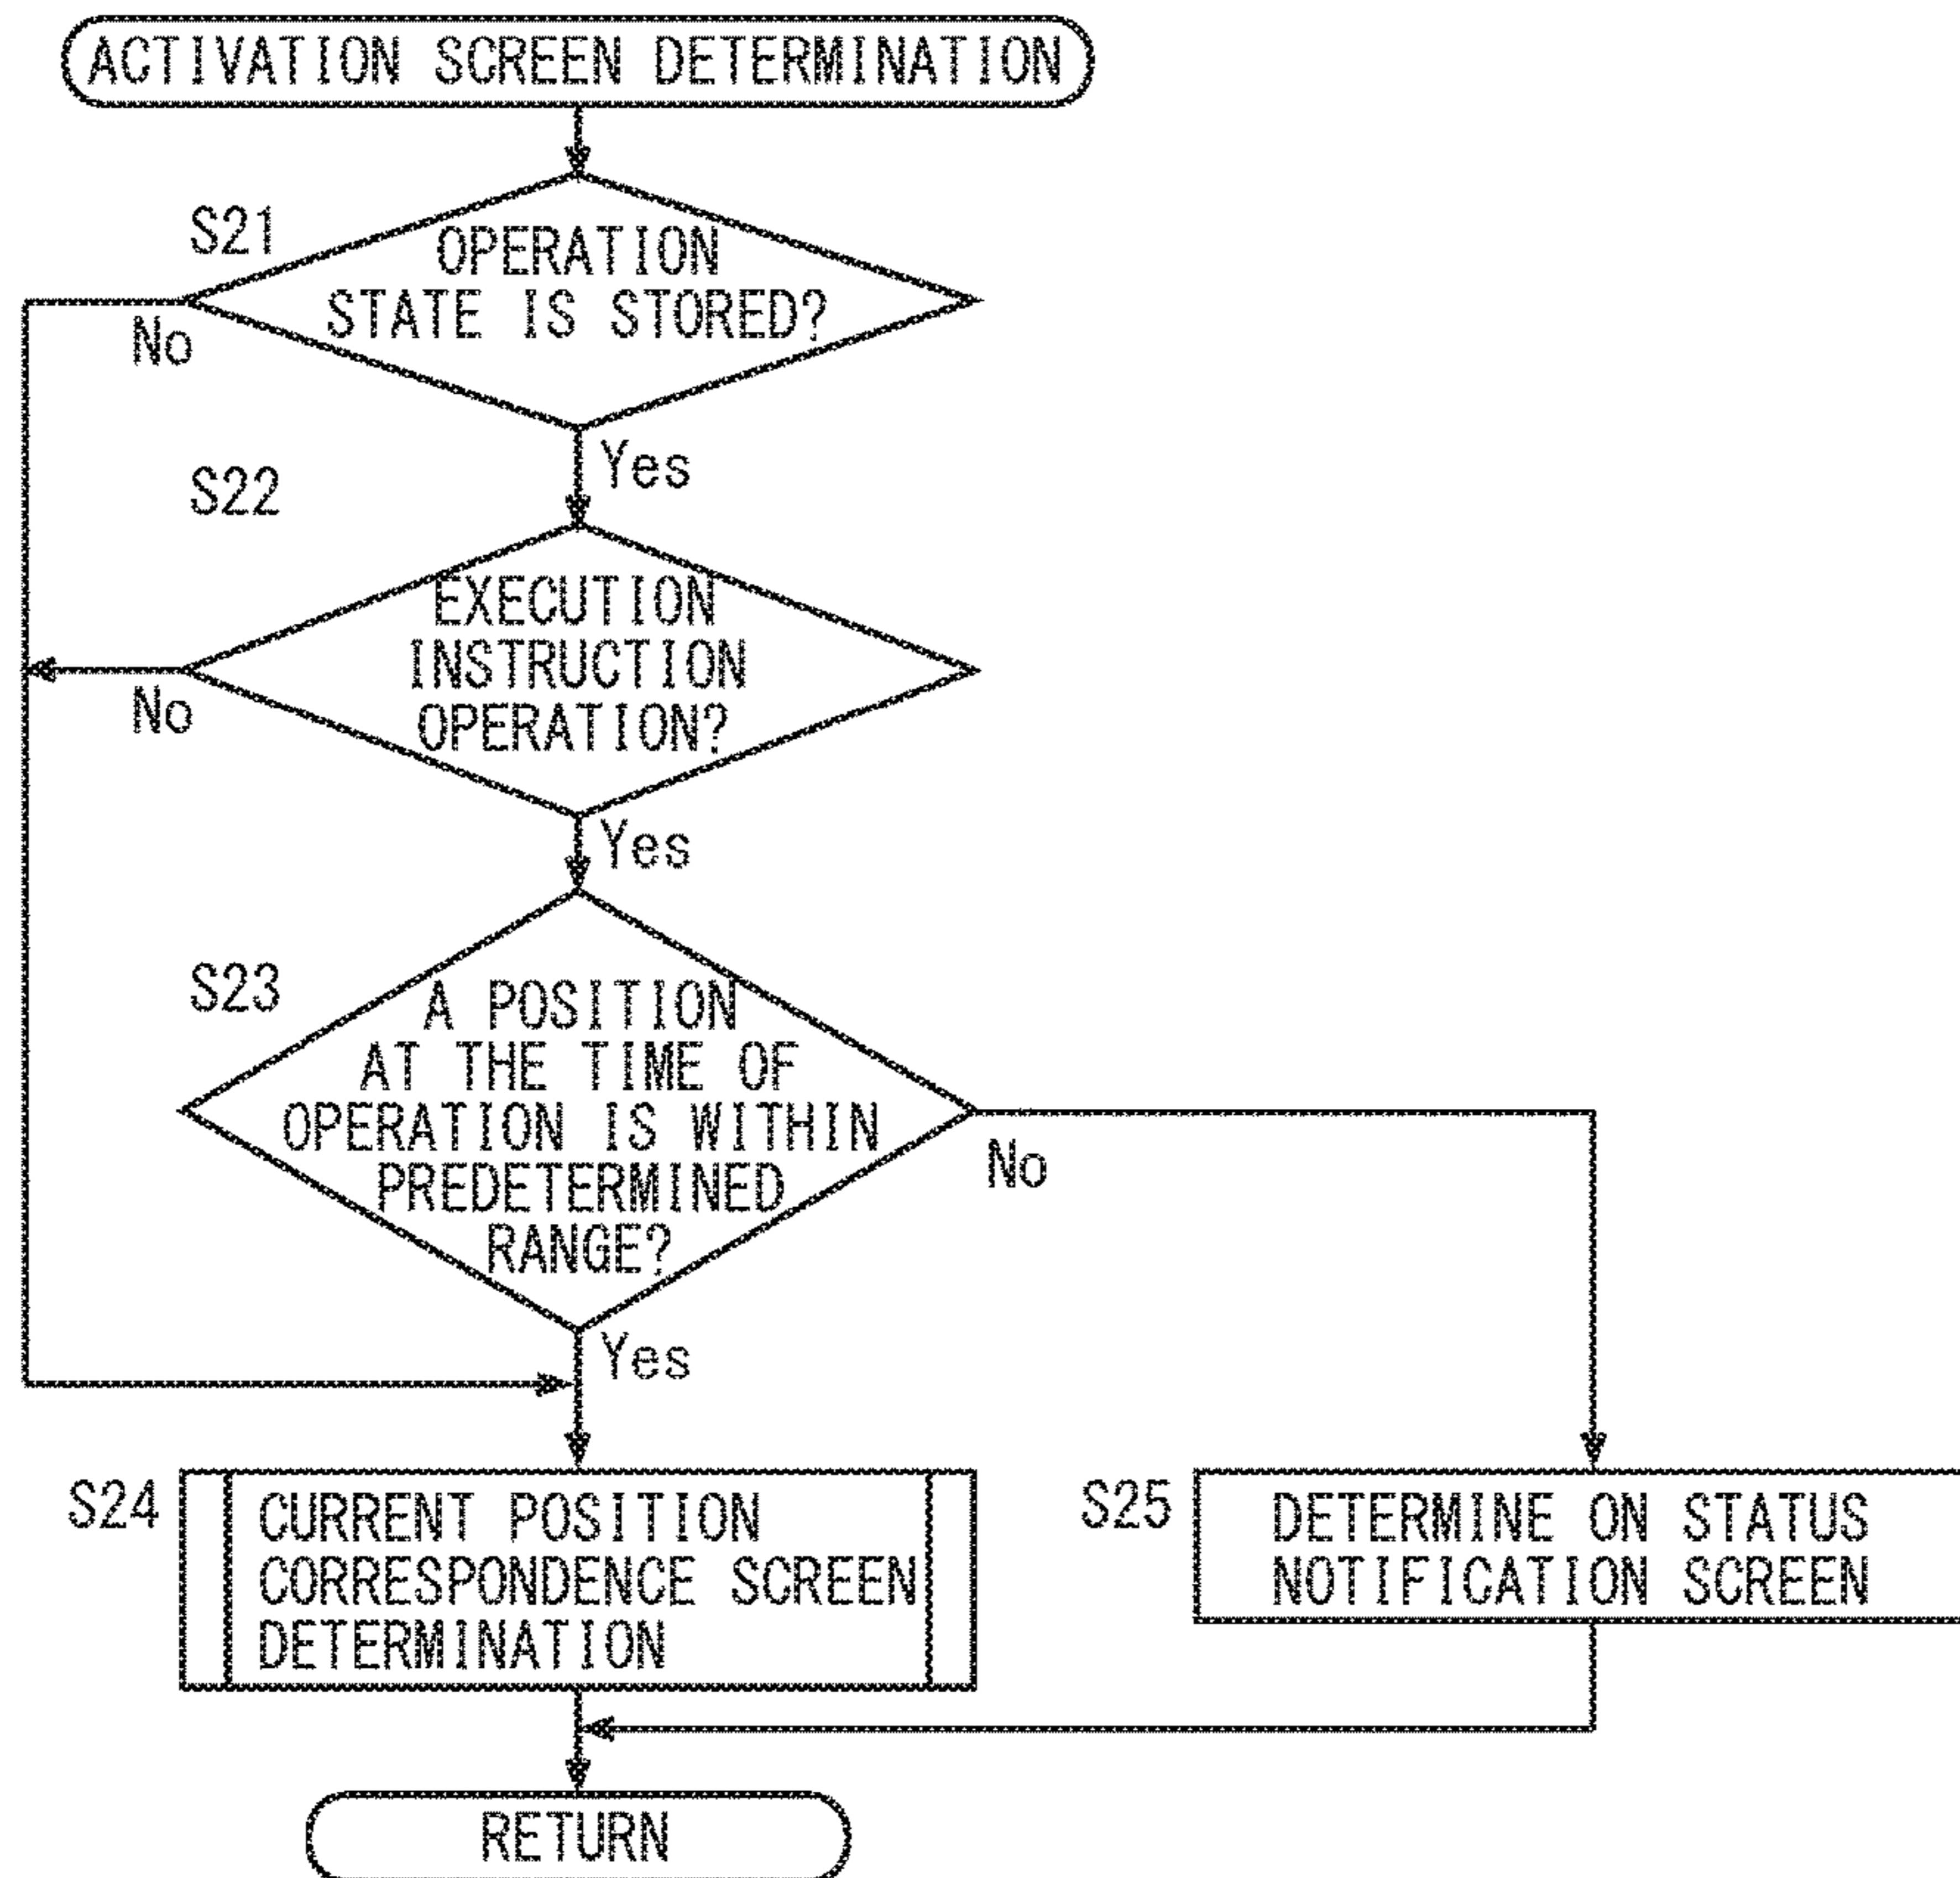 ACTIVATION SCREEN DETERMINATION
S21
OPERATION
STATE IS STORED?
No
Yes
S22
EXECUTION
INSTRUCTION
OPERATION?
No
Yes
S23
A POSITION
AT THE TIME OF
OPERATION IS WITHIN
PREDETERMINED
RANGE?
No
Yes
S24
CURRENT POSITION
CORRESPONDENCE SCREEN
DETERMINATION
S25
DETERMINE ON STATUS
NOTIFICATION SCREEN
RETURN